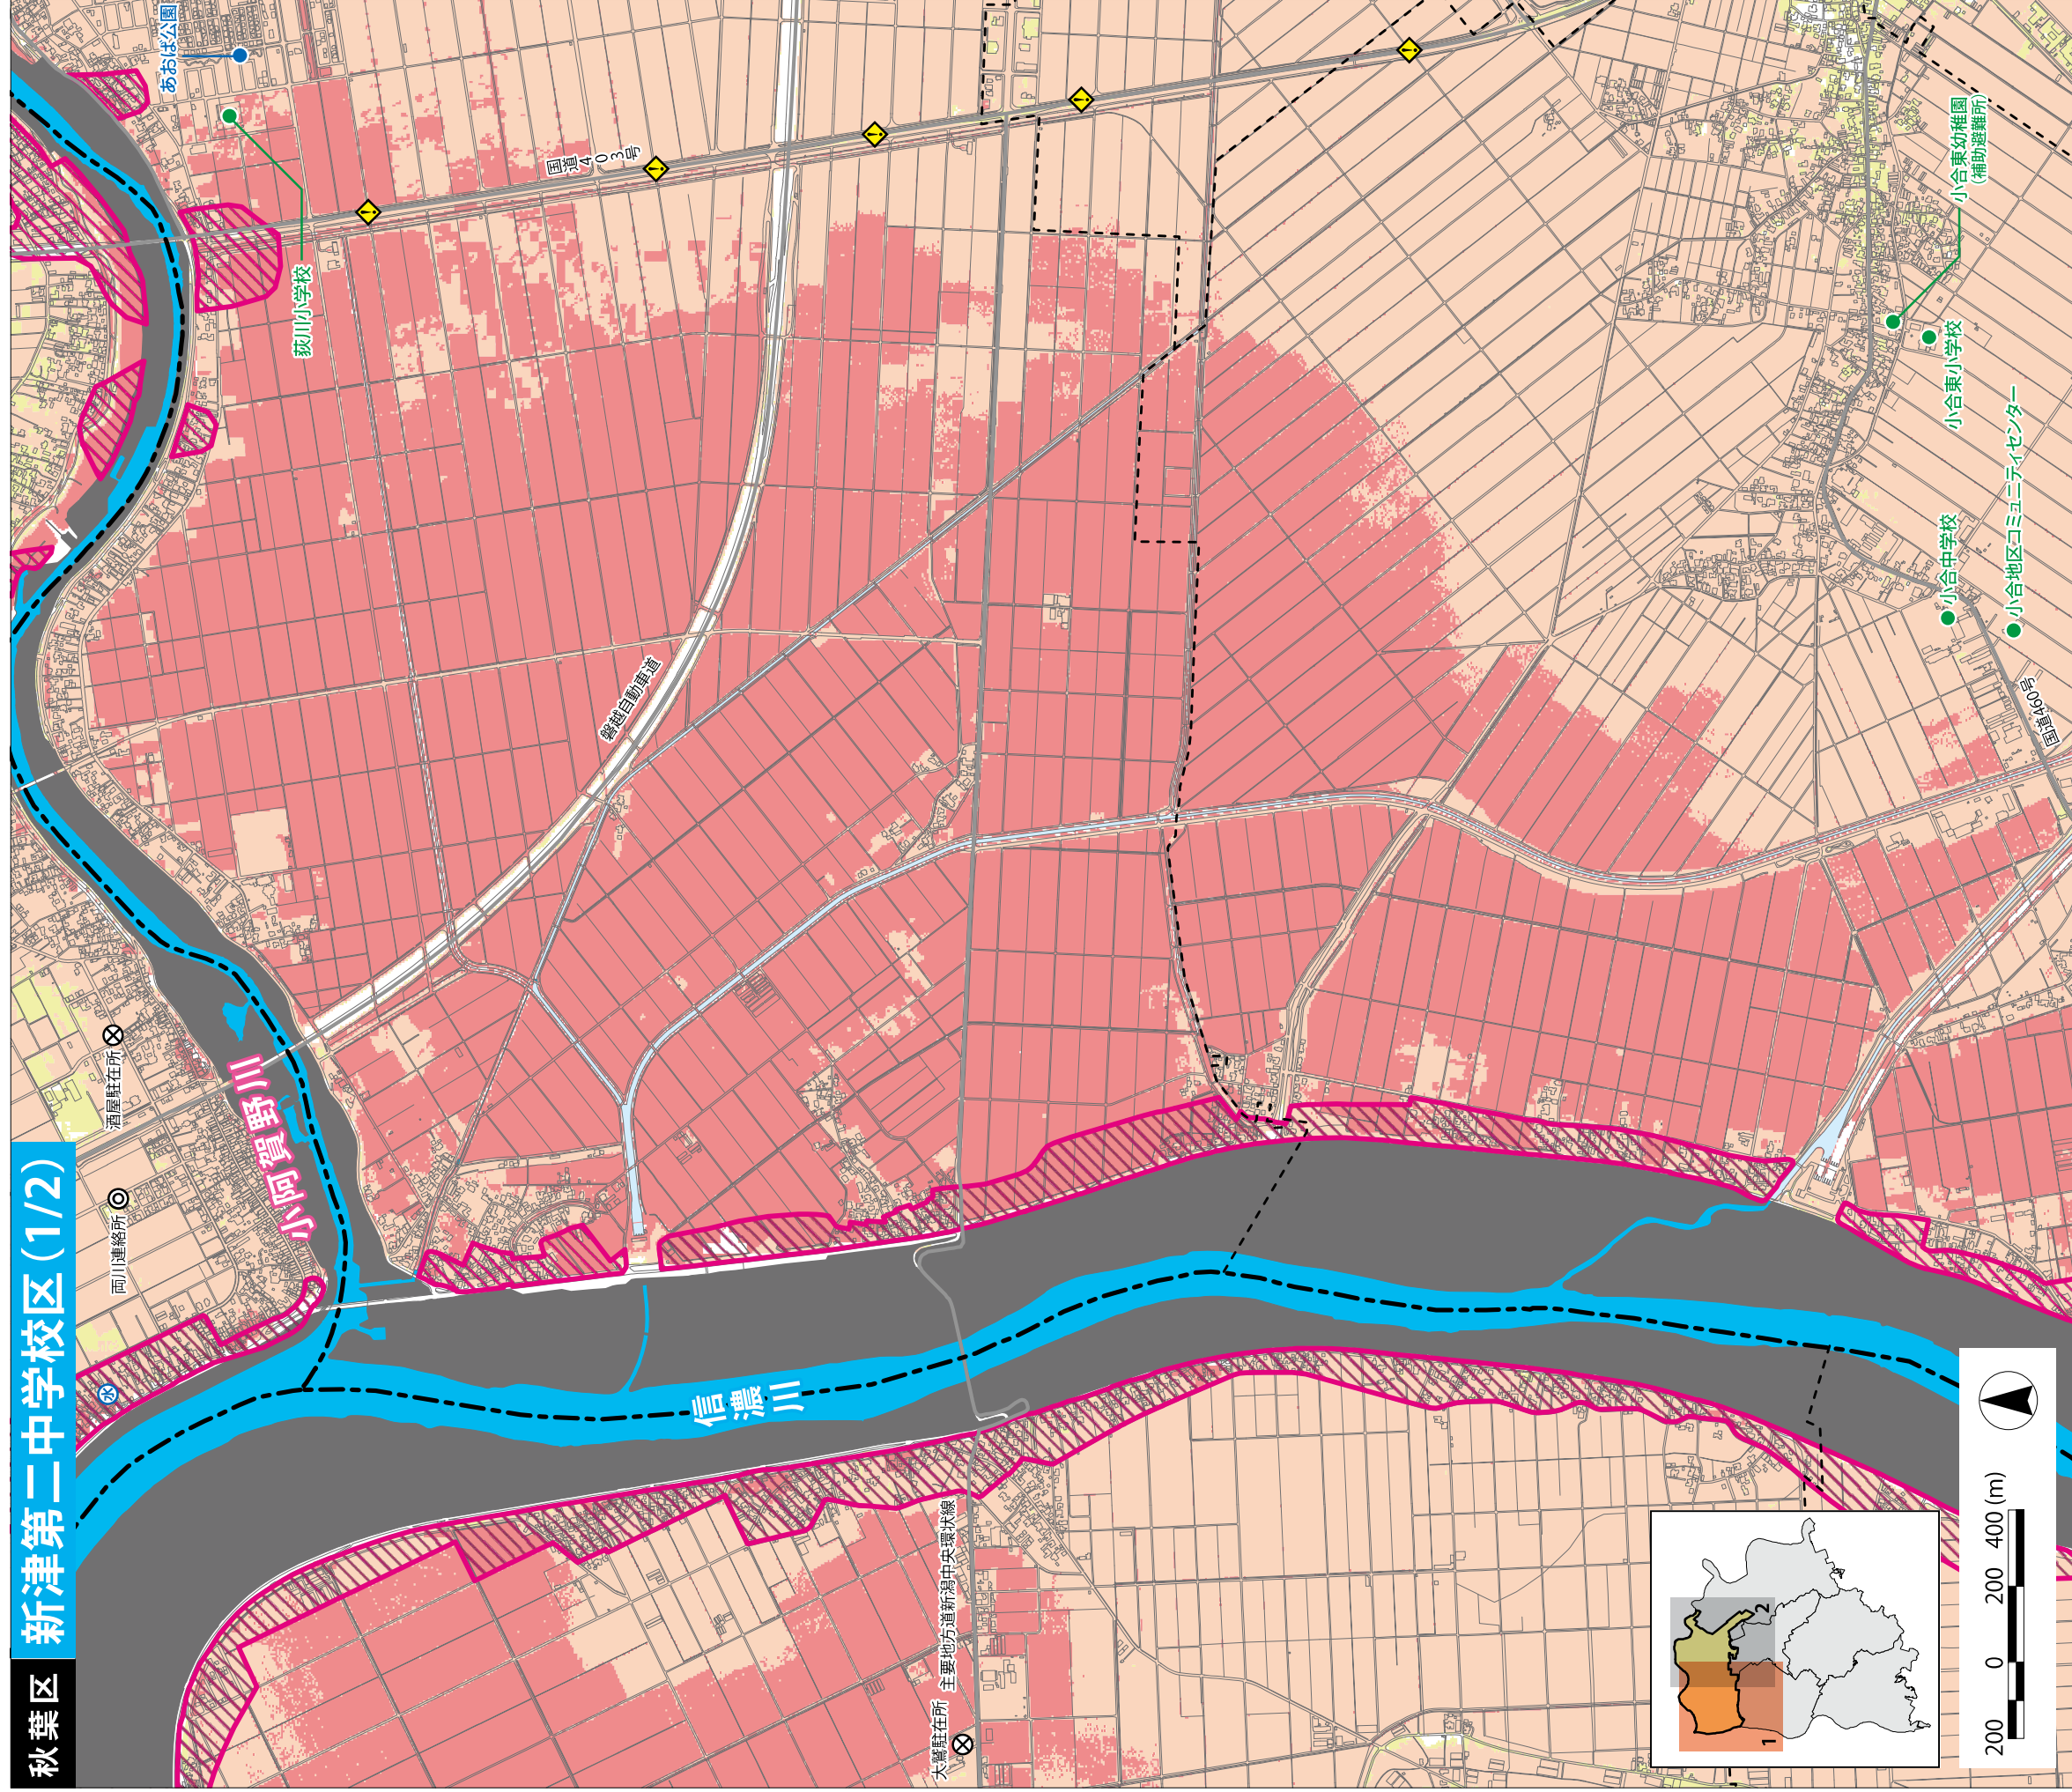 秋葉区
新津第二中学校区(1/2)
両川連絡所
酒屋駐在所
小阿賀野川
水
あおば公園
荻川小学校
国道403号
磐越自動車道
信濃川
大鷲駐在所
主要地方道新潟中央環状線
小合東幼稚園
(補助避難所)
小合東小学校
小合中学校
小合地区コミュニティセンター
国道460号
1
2
200 0 200 400 (m)